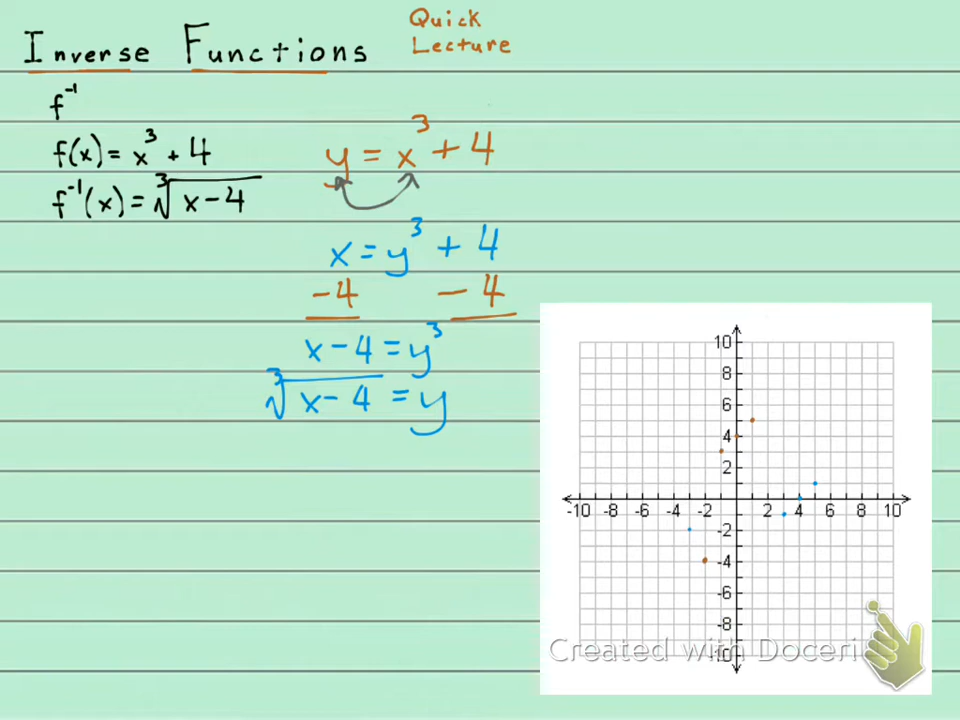 Inverse Functions
Quick
Lecture
f⁻¹
f(x) = x³ + 4
f⁻¹(x) = ∛(x-4)
y = x³ + 4
x = y³ + 4
-4 - 4
x - 4 = y³
∛(x-4) = y
10
8
6
4
2
-10 -8 -6 -4 -2 2 4 6 8 10
-2
-4
-6
-8
-10
Created with Doceri